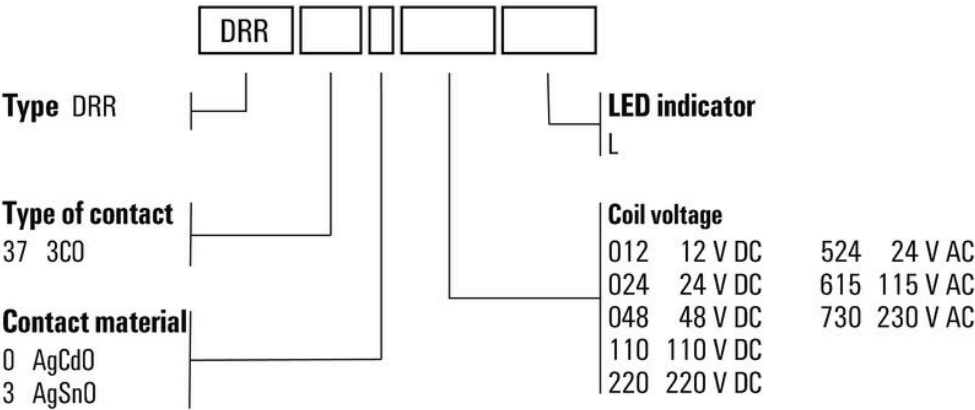 DRR
Type DRR
LED indicator
L
Type of contact
37 3CO
Coil voltage
012 12 V DC 524 24 V AC
024 24 V DC 615 115 V AC
048 48 V DC 730 230 V AC
110 110 V DC
220 220 V DC
Contact material
0 AgCdO
3 AgSnO